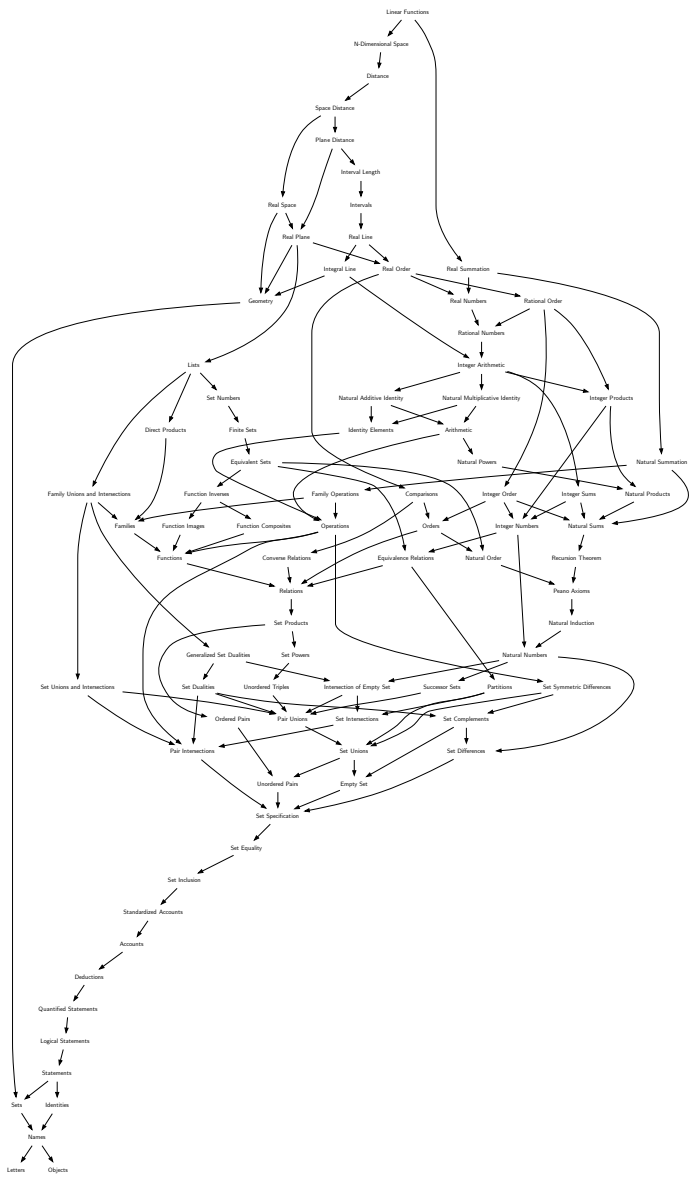 Linear Functions
N-Dimensional Space
Distance
Space Distance
Plane Distance
Interval Length
Real Space
Intervals
Real Plane
Real Line
Integral Line
Real Order
Real Summation
Geometry
Real Numbers
Rational Order
Rational Numbers
Lists
Integer Arithmetic
Set Numbers
Natural Additive Identity
Natural Multiplicative Identity
Integer Products
Direct Products
Finite Sets
Identity Elements
Arithmetic
Equivalent Sets
Natural Powers
Natural Summation
Family Unions and Intersections
Function Inverses
Family Operations
Comparisons
Integer Order
Integer Sums
Natural Products
Families
Function Images
Function Composites
Operations
Orders
Integer Numbers
Natural Sums
Functions
Converse Relations
Equivalence Relations
Natural Order
Recursion Theorem
Relations
Peano Axioms
Set Products
Natural Induction
Generalized Set Dualities
Set Powers
Natural Numbers
Set Unions and Intersections
Set Dualities
Unordered Triples
Intersection of Empty Set
Successor Sets
Partitions
Set Symmetric Differences
Ordered Pairs
Pair Unions
Set Intersections
Set Complements
Pair Intersections
Set Unions
Set Differences
Unordered Pairs
Empty Set
Set Specification
Set Equality
Set Inclusion
Standardized Accounts
Accounts
Deductions
Quantified Statements
Logical Statements
Statements
Sets
Identities
Names
Letters
Objects